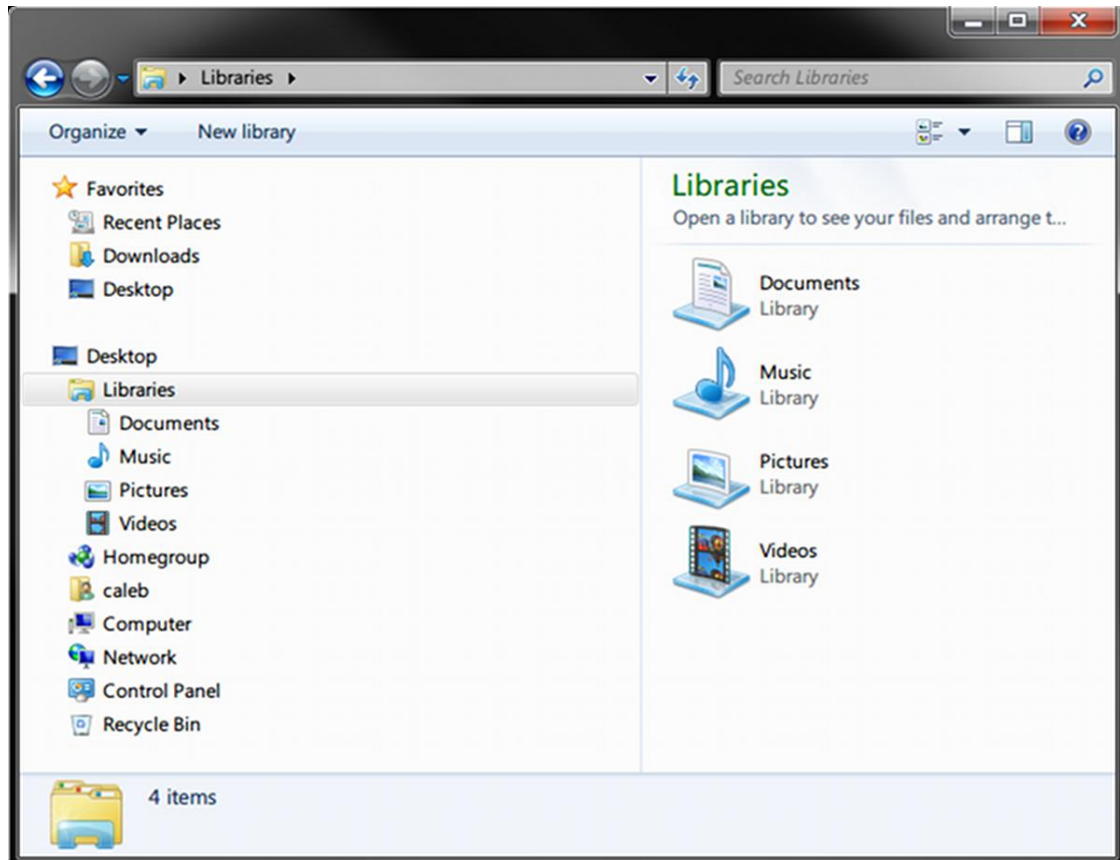 Libraries
Search Libraries
Organize
New library
Favorites
Recent Places
Downloads
Desktop
Desktop
Libraries
Documents
Music
Pictures
Videos
Homegroup
caleb
Computer
Network
Control Panel
Recycle Bin
Libraries
Open a library to see your files and arrange t...
Documents
Library
Music
Library
Pictures
Library
Videos
Library
4 items